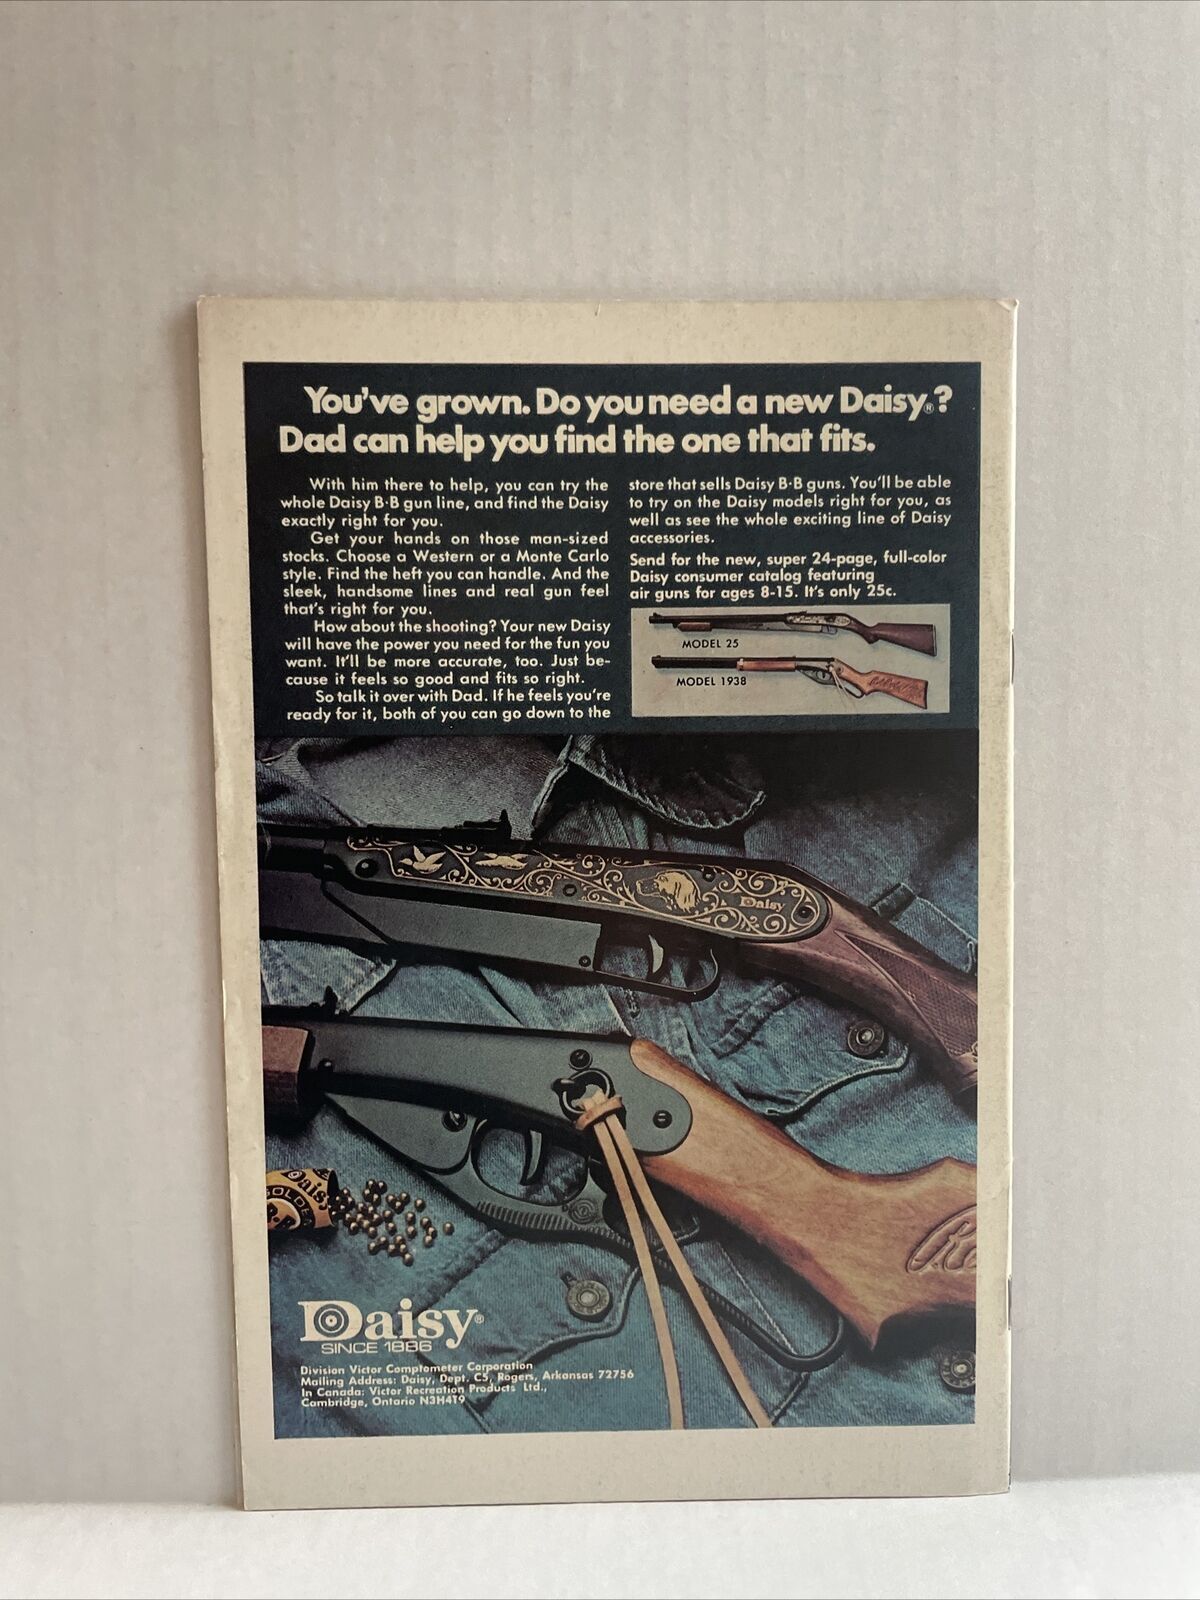 You've grown. Do you need a new Daisy®?
Dad can help you find the one that fits.
With him there to help, you can try the
whole Daisy B·B gun line, and find the Daisy
exactly right for you.
Get your hands on those man-sized
stocks. Choose a Western or a Monte Carlo
style. Find the heft you can handle. And the
sleek, handsome lines and real gun feel
that's right for you.
How about the shooting? Your new Daisy
will have the power you need for the fun you
want. It'll be more accurate, too. Just be-
cause it feels so good and fits so right.
So talk it over with Dad. If he feels you're
ready for it, both of you can go down to the
store that sells Daisy B·B guns. You'll be able
to try on the Daisy models right for you, as
well as see the whole exciting line of Daisy
accessories.
Send for the new, super 24-page, full-color
Daisy consumer catalog featuring
air guns for ages 8-15. It's only 25c.
MODEL 25
MODEL 1938
Daisy
Daisy
GOLDEN
B·B
Daisy®
SINCE 1886
Division Victor Comptometer Corporation
Mailing Address: Daisy, Dept. C5, Rogers, Arkansas 72756
In Canada: Victor Recreation Products Ltd.,
Cambridge, Ontario N3H4T9